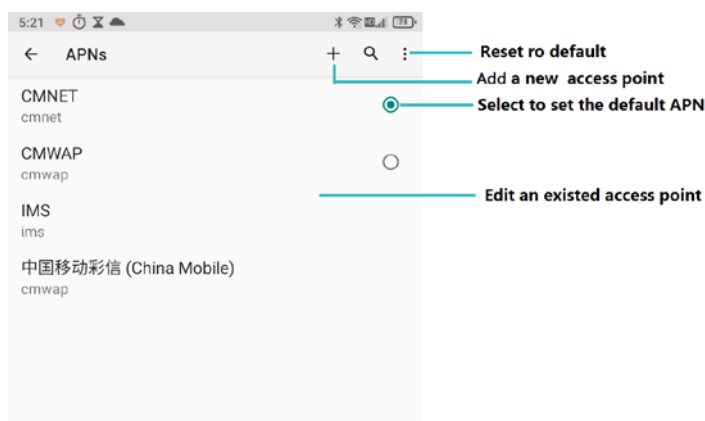 5:21
78
APNs
Reset ro default
Add a new access point
CMNET
cmnet
Select to set the default APN
CMWAP
cmwap
Edit an existed access point
IMS
ims
中国移动彩信 (China Mobile)
cmwap